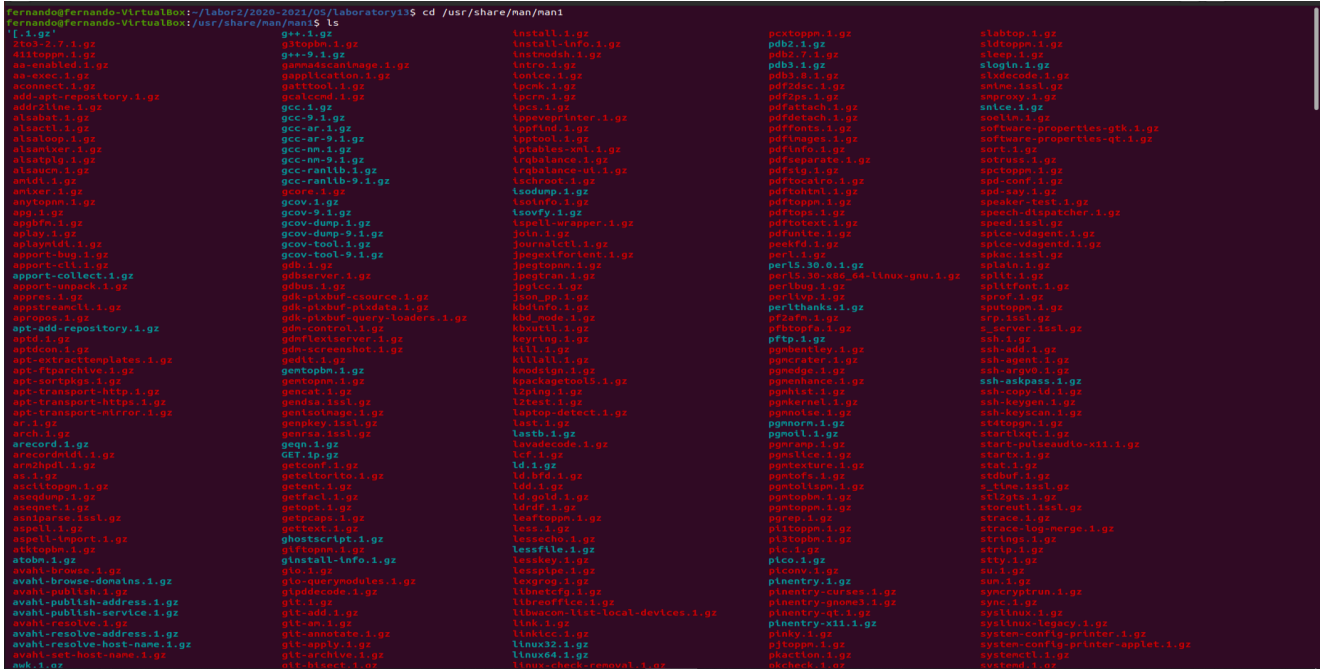 fernando@fernando-VirtualBox:~/labor2/2020-2021/OS/laboratory13$ cd /usr/share/man/man1
fernando@fernando-VirtualBox:/usr/share/man/man1$ ls
'[.1.gz' g++.1.gz install.1.gz pcxtoppm.1.gz slabtop.1.gz
2to3-2.7.1.gz g3topbm.1.gz install-info.1.gz pdb2.1.gz sldtoppm.1.gz
411toppm.1.gz g++-9.1.gz instmodsh.1.gz pdb2.7.1.gz sleep.1.gz
aa-enabled.1.gz gamma4scanimage.1.gz intro.1.gz pdb3.1.gz slogin.1.gz
aa-exec.1.gz gapplication.1.gz ionice.1.gz pdb3.8.1.gz slxdecode.1.gz
aconnect.1.gz gatttool.1.gz ipcmk.1.gz pdf2dsc.1.gz smime.1ssl.gz
add-apt-repository.1.gz gcalccmd.1.gz ipcrm.1.gz pdf2ps.1.gz smproxy.1.gz
addr2line.1.gz gcc.1.gz ipcs.1.gz pdfattach.1.gz snice.1.gz
alsabat.1.gz gcc-9.1.gz ippeveprinter.1.gz pdfdetach.1.gz soelim.1.gz
alsactl.1.gz gcc-ar.1.gz ippfind.1.gz pdffonts.1.gz software-properties-gtk.1.gz
alsaloop.1.gz gcc-ar-9.1.gz ipptool.1.gz pdfimages.1.gz software-properties-qt.1.gz
alsamixer.1.gz gcc-nm.1.gz iptables-xml.1.gz pdfinfo.1.gz sort.1.gz
alsatplg.1.gz gcc-nm-9.1.gz irqbalance.1.gz pdfseparate.1.gz sotruss.1.gz
alsaucm.1.gz gcc-ranlib.1.gz irqbalance-ui.1.gz pdfsig.1.gz spctoppm.1.gz
amidi.1.gz gcc-ranlib-9.1.gz ischroot.1.gz pdftocairo.1.gz spd-conf.1.gz
amixer.1.gz gcore.1.gz isodump.1.gz pdftohtml.1.gz spd-say.1.gz
anytopnm.1.gz gcov.1.gz isoinfo.1.gz pdftoppm.1.gz speaker-test.1.gz
apg.1.gz gcov-9.1.gz isovfy.1.gz pdftops.1.gz speech-dispatcher.1.gz
apgbfm.1.gz gcov-dump.1.gz ispell-wrapper.1.gz pdftotext.1.gz speed.1ssl.gz
aplay.1.gz gcov-dump-9.1.gz join.1.gz pdfunite.1.gz spice-vdagent.1.gz
aplaymidi.1.gz gcov-tool.1.gz journalctl.1.gz peekfd.1.gz spice-vdagentd.1.gz
apport-bug.1.gz gcov-tool-9.1.gz jpegexiforient.1.gz perl.1.gz spkac.1ssl.gz
apport-cli.1.gz gdb.1.gz jpegtopnm.1.gz perl5.30.0.1.gz splain.1.gz
apport-collect.1.gz gdbserver.1.gz jpegtran.1.gz perl5.30-x86_64-linux-gnu.1.gz split.1.gz
apport-unpack.1.gz gdbus.1.gz jpgicc.1.gz perlbug.1.gz splitfont.1.gz
appres.1.gz gdk-pixbuf-csource.1.gz json_pp.1.gz perlivp.1.gz sprof.1.gz
appstreamcli.1.gz gdk-pixbuf-pixdata.1.gz kbdinfo.1.gz perlthanks.1.gz sputoppm.1.gz
apropos.1.gz gdk-pixbuf-query-loaders.1.gz kbd_mode.1.gz pf2afm.1.gz srp.1ssl.gz
apt-add-repository.1.gz gdm-control.1.gz kbxutil.1.gz pfbtopfa.1.gz s_server.1ssl.gz
aptd.1.gz gdmflexiserver.1.gz keyring.1.gz pftp.1.gz ssh.1.gz
aptdcon.1.gz gdm-screenshot.1.gz kill.1.gz pgmbentley.1.gz ssh-add.1.gz
apt-extracttemplates.1.gz gedit.1.gz killall.1.gz pgmcrater.1.gz ssh-agent.1.gz
apt-ftparchive.1.gz gemtopbm.1.gz kmodsign.1.gz pgmedge.1.gz ssh-argv0.1.gz
apt-sortpkgs.1.gz gemtopnm.1.gz kpackagetool5.1.gz pgmenhance.1.gz ssh-askpass.1.gz
apt-transport-http.1.gz gencat.1.gz l2ping.1.gz pgmhist.1.gz ssh-copy-id.1.gz
apt-transport-https.1.gz gendsa.1ssl.gz l2test.1.gz pgmkernel.1.gz ssh-keygen.1.gz
apt-transport-mirror.1.gz genisoimage.1.gz laptop-detect.1.gz pgmnoise.1.gz ssh-keyscan.1.gz
ar.1.gz genpkey.1ssl.gz last.1.gz pgmnorm.1.gz st4topgm.1.gz
arch.1.gz genrsa.1ssl.gz lastb.1.gz pgmoil.1.gz startlxqt.1.gz
arecord.1.gz geqn.1.gz lavadecode.1.gz pgmramp.1.gz start-pulseaudio-x11.1.gz
arecordmidi.1.gz GET.1p.gz lcf.1.gz pgmslice.1.gz startx.1.gz
arm2hpdl.1.gz getconf.1.gz ld.1.gz pgmtexture.1.gz stat.1.gz
as.1.gz geteltorito.1.gz ld.bfd.1.gz pgmtofs.1.gz stdbuf.1.gz
asciitopgm.1.gz getent.1.gz ldd.1.gz pgmtolispm.1.gz s_time.1ssl.gz
aseqdump.1.gz getfacl.1.gz ld.gold.1.gz pgmtopbm.1.gz stl2gts.1.gz
aseqnet.1.gz getopt.1.gz ldrdf.1.gz pgmtoppm.1.gz storeutl.1ssl.gz
asn1parse.1ssl.gz getpcaps.1.gz leaftoppm.1.gz pgrep.1.gz strace.1.gz
aspell.1.gz gettext.1.gz less.1.gz pi1toppm.1.gz strace-log-merge.1.gz
aspell-import.1.gz ghostscript.1.gz lessecho.1.gz pi3topbm.1.gz strings.1.gz
atktopbm.1.gz giftopnm.1.gz lessfile.1.gz pic.1.gz strip.1.gz
atobm.1.gz ginstall-info.1.gz lesskey.1.gz pico.1.gz stty.1.gz
avahi-browse.1.gz gio.1.gz lesspipe.1.gz piconv.1.gz su.1.gz
avahi-browse-domains.1.gz gio-querymodules.1.gz lexgrog.1.gz pinentry.1.gz sum.1.gz
avahi-publish.1.gz gipddecode.1.gz libnetcfg.1.gz pinentry-curses.1.gz symcryptrun.1.gz
avahi-publish-address.1.gz git.1.gz libreoffice.1.gz pinentry-gnome3.1.gz sync.1.gz
avahi-publish-service.1.gz git-add.1.gz libwacom-list-local-devices.1.gz pinentry-qt.1.gz syslinux.1.gz
avahi-resolve.1.gz git-am.1.gz link.1.gz pinentry-x11.1.gz syslinux-legacy.1.gz
avahi-resolve-address.1.gz git-annotate.1.gz linkicc.1.gz pinky.1.gz system-config-printer.1.gz
avahi-resolve-host-name.1.gz git-apply.1.gz linux32.1.gz pjtoppm.1.gz system-config-printer-applet.1.gz
avahi-set-host-name.1.gz git-archive.1.gz linux64.1.gz pkaction.1.gz systemctl.1.gz
awk.1.gz git-bisect.1.gz linux-check-removal.1.gz pkcheck.1.gz systemd.1.gz